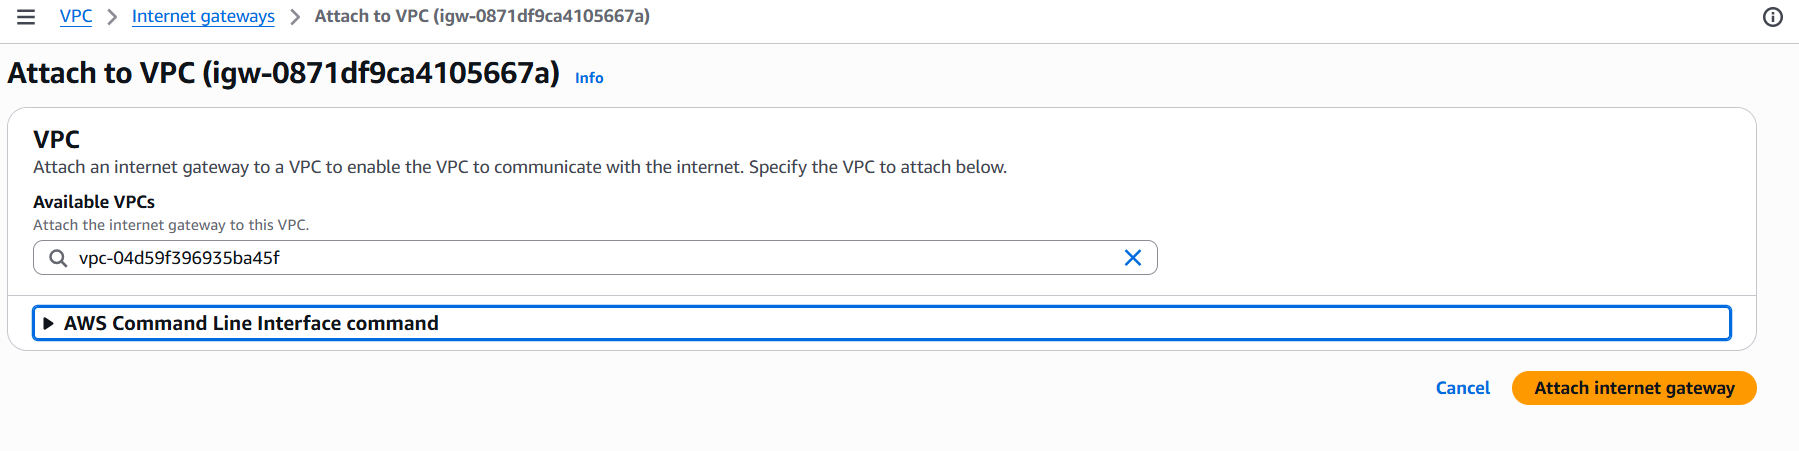 VPC > Internet gateways > Attach to VPC (igw-0871df9ca4105667a)
Attach to VPC (igw-0871df9ca4105667a) Info
VPC
Attach an internet gateway to a VPC to enable the VPC to communicate with the internet. Specify the VPC to attach below.
Available VPCs
Attach the internet gateway to this VPC.
vpc-04d59f396935ba45f
AWS Command Line Interface command
Cancel Attach internet gateway